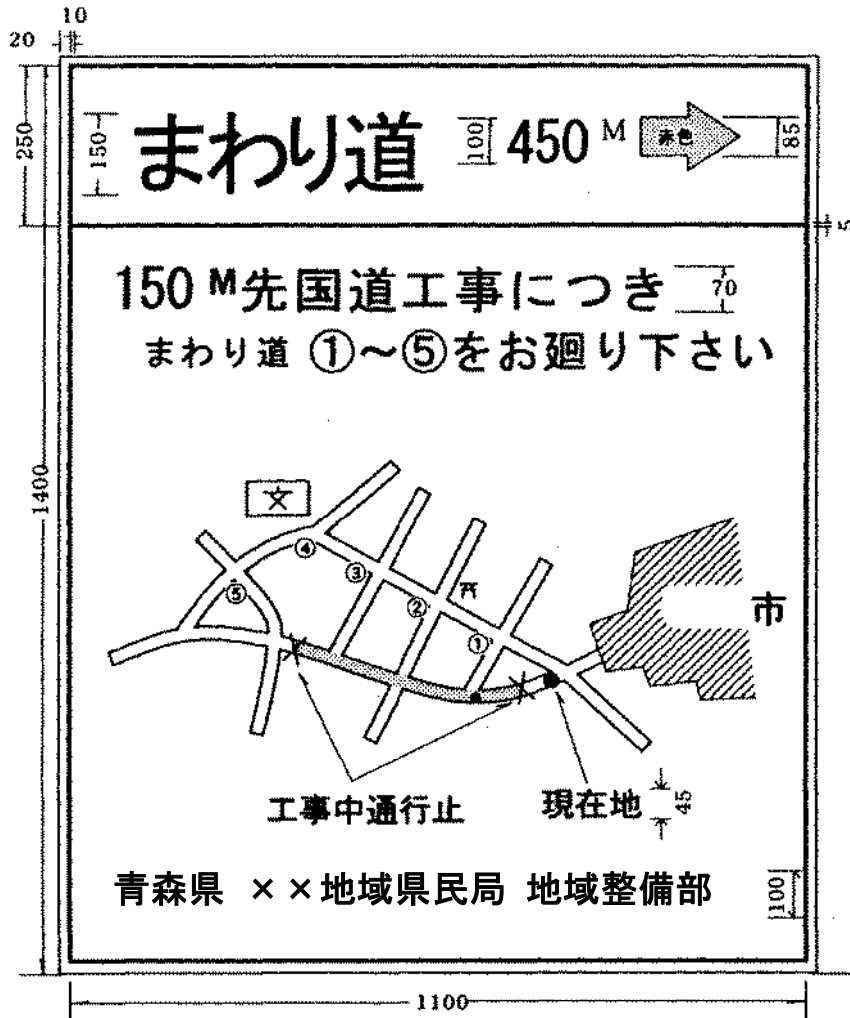 10
20
250
150
まわり道
100
450 M
赤色
85
5
150 M先国道工事につき
70
まわり道 ①～⑤をお廻り下さい
1400
文
④
③
⑤
②
①
市
工事中通行止
現在地
45
青森県 ××地域県民局 地域整備部
100
1100